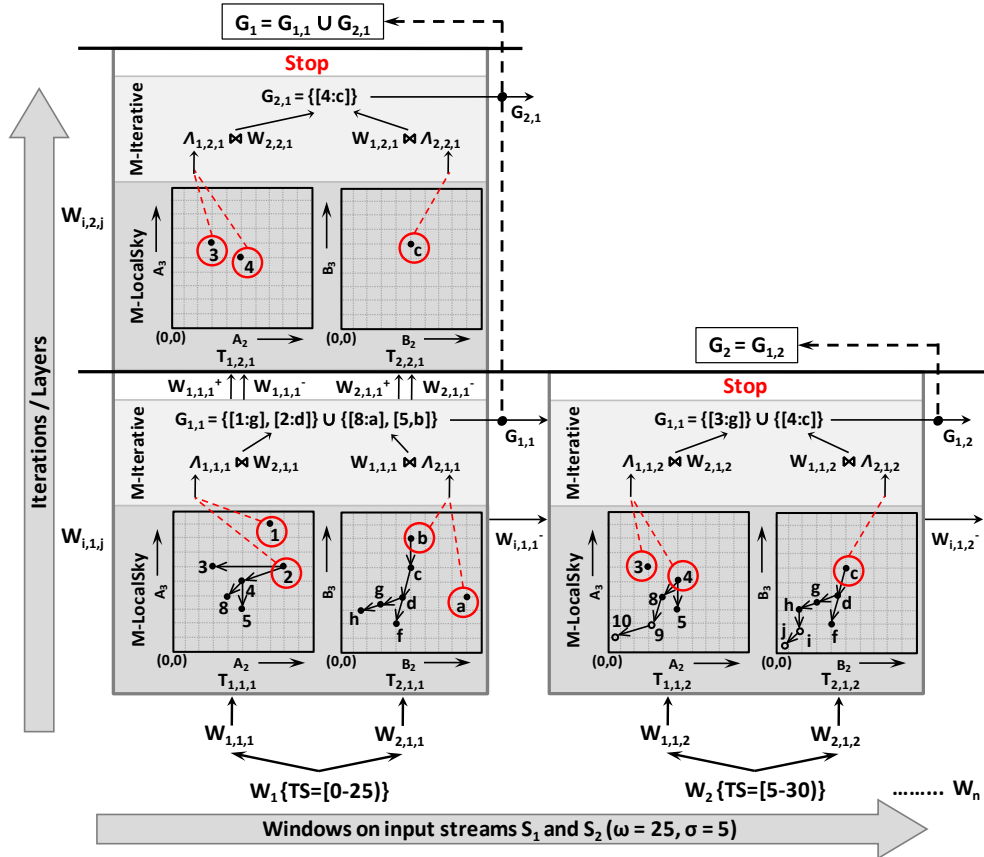 G1 = G1,1 ∪ G2,1
Stop
M-Iterative
G2,1 = {[4:c]}
G2,1
Λ1,2,1 ⋈ W2,2,1
W1,2,1 ⋈ Λ2,2,1
Wi,2,j
M-LocalSky
A3
3
4
(0,0)
A2
T1,2,1
B3
c
B2
T2,2,1
G2 = G1,2
Iterations / Layers
W1,1,1+
W1,1,1-
W2,1,1+
W2,1,1-
M-Iterative
G1,1 = {[1:g], [2:d]} ∪ {[8:a], [5,b]}
G1,1
Λ1,1,1 ⋈ W2,1,1
W1,1,1 ⋈ Λ2,1,1
Wi,1,j
M-LocalSky
A3
1
2
3
4
8
5
(0,0)
A2
T1,1,1
B3
b
c
g
d
a
h
f
(0,0)
B2
T2,1,1
Wi,1,1-
Stop
M-Iterative
G1,1 = {[3:g]} ∪ {[4:c]}
G1,2
Λ1,1,2 ⋈ W2,1,2
W1,1,2 ⋈ Λ2,1,2
M-LocalSky
A3
3
4
8
5
10
9
(0,0)
A2
T1,1,2
B3
c
g
h
d
j
i
f
(0,0)
B2
T2,1,2
Wi,1,2-
W1,1,1
W2,1,1
W1,1,2
W2,1,2
W1{TS=[0-25)}
W2{TS=[5-30)}
......... Wn
Windows on input streams S1 and S2 (ω = 25, σ = 5)